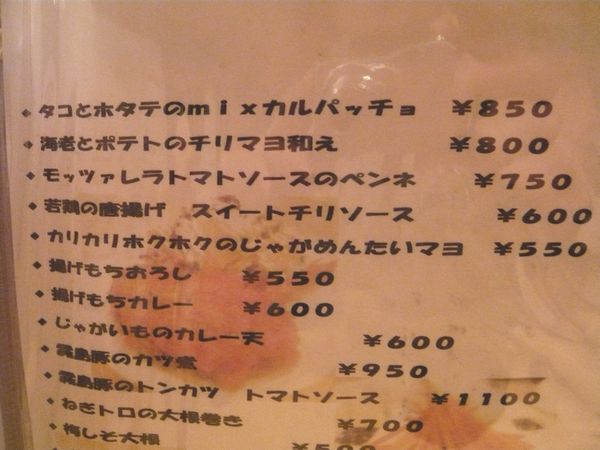 ◆タコとホタテのmixカルパッチョ ¥850
◆海老とポテトのチリマヨ和え ¥800
◆モッツァレラトマトソースのペンネ ¥750
◆若鶏の唐揚げ スイートチリソース ¥600
◆カリカリホクホクのじゃがめんたいマヨ ¥550
◆揚げもちおろし ¥550
◆揚げもちカレー ¥600
◆じゃがいものカレー天 ¥600
◆霧島豚のカツ煮 ¥950
◆霧島豚のトンカツ トマトソース ¥1100
◆ねぎトロの大根巻き ¥700
◆梅しそ大根 ¥500